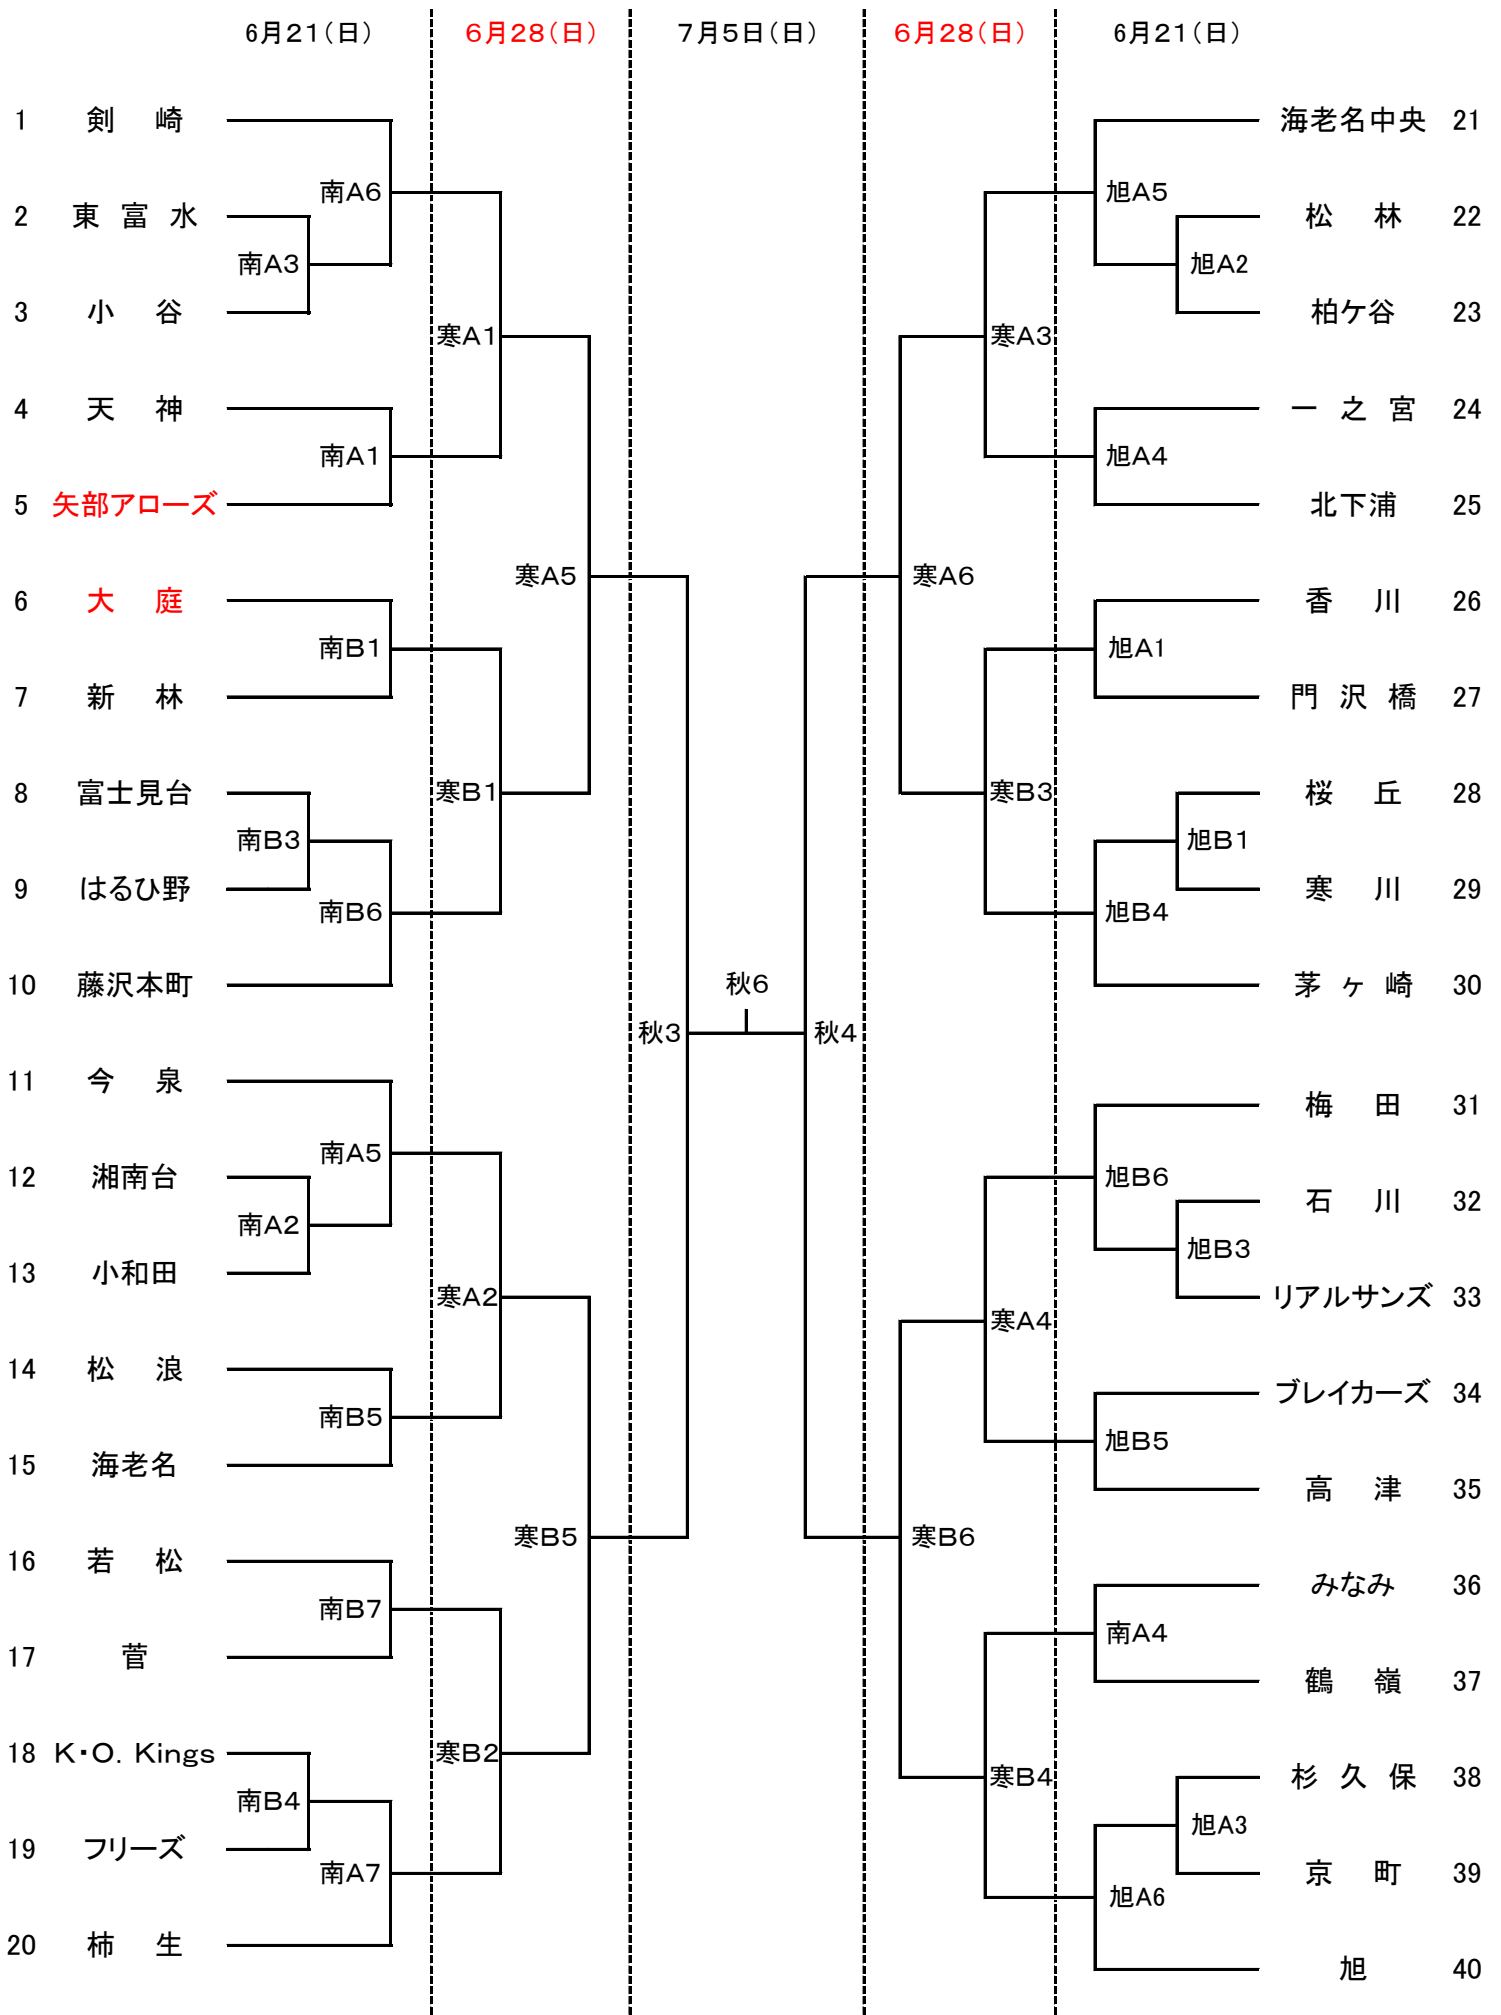 6月21(日) 6月28(日) 7月5日(日) 6月28(日) 6月21(日)
1 剣 崎 海老名中央 21
南A6 旭A5
2 東 富 水 松 林 22
南A3 旭A2
3 小 谷 柏ケ谷 23
寒A1 寒A3
4 天 神 一 之 宮 24
南A1 旭A4
5 矢部アローズ 北下浦 25
寒A5 寒A6
6 大 庭 香 川 26
南B1 旭A1
7 新 林 門 沢 橋 27
8 富士見台 寒B1 寒B3 桜 丘 28
南B3 旭B1
9 はるひ野 寒 川 29
南B6 旭B4
10 藤沢本町 秋6 茅 ヶ 崎 30
秋3 秋4
11 今 泉
梅 田 31
南A5
12 湘南台 旭B6
石 川 32
南A2
旭B3
13 小和田
寒A2 リアルサンズ 33
寒A4
14 松 浪
ブレイカーズ 34
南B5
旭B5
15 海老名
高 津 35
寒B5 寒B6
16 若 松
みなみ 36
南B7
南A4
17 菅
鶴 嶺 37
18 K・O. Kings 寒B2
寒B4 杉 久 保 38
南B4
旭A3
19 フリーズ
南A7 京 町 39
旭A6
20 柿 生
旭 40